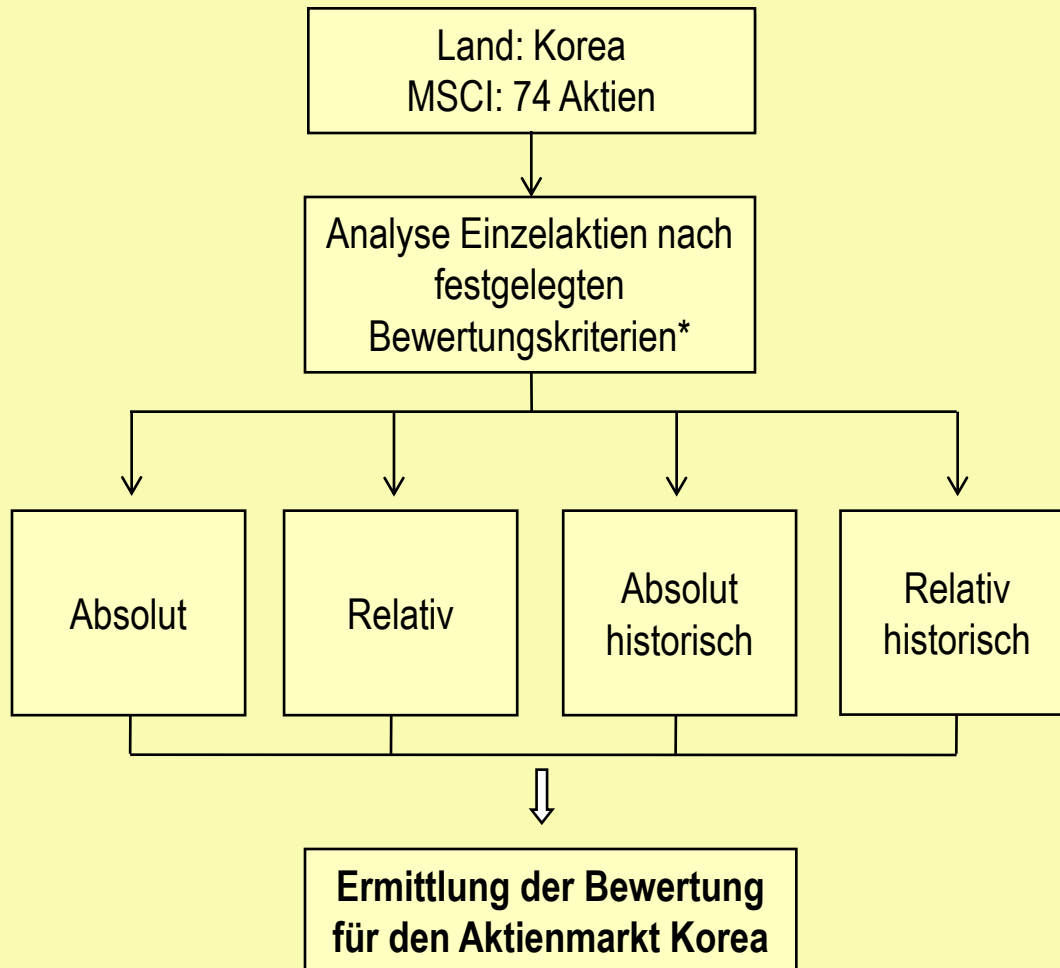 Land: Korea
MSCI: 74 Aktien
Analyse Einzelaktien nach
festgelegten
Bewertungskriterien*
Absolut
Relativ
Absolut
historisch
Relativ
historisch
Ermittlung der Bewertung
für den Aktienmarkt Korea